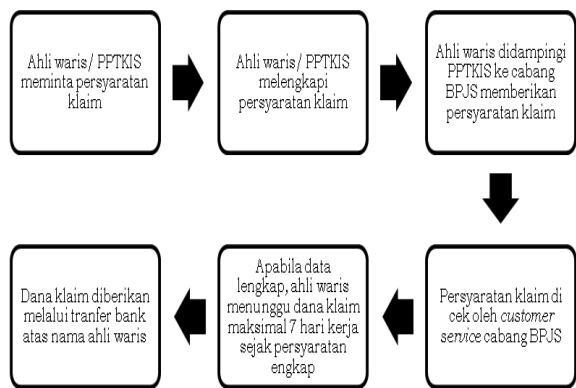 Ahli waris/ PPTKIS
meminta persyaratan
klaim
Ahli waris/ PPTKIS
melengkapi
persyaratan klaim
Ahli waris didampingi
PPTKIS ke cabang
BPJS memberikan
persyaratan klaim
Persyaratan klaim di
cek oleh customer
service cabang BPJS
Apabila data
lengkap, ahli waris
menunggu dana klaim
maksimal 7 hari kerja
sejak persyaratan
engkap
Dana klaim diberikan
melalui tranfer bank
atas nama ahli waris